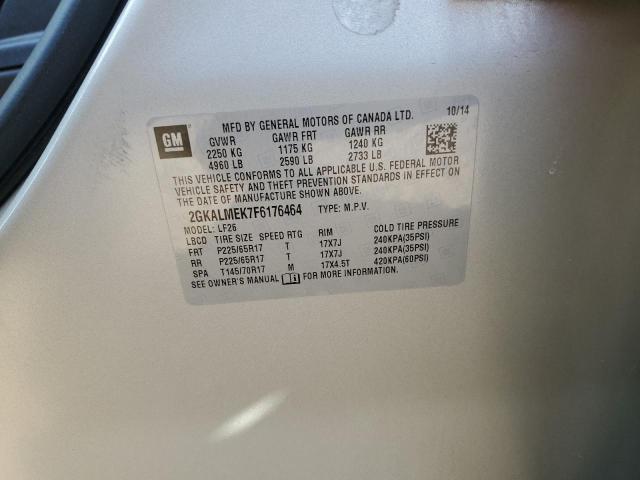 MFD BY GENERAL MOTORS OF CANADA LTD. 10/14
GM
GVWR GAWR FRT GAWR RR
2250 KG 1175 KG 1240 KG
4960 LB 2590 LB 2733 LB
THIS VEHICLE CONFORMS TO ALL APPLICABLE U.S. FEDERAL MOTOR
VEHICLE SAFETY AND THEFT PREVENTION STANDARDS IN EFFECT ON
THE DATE OF MANUFACTURE SHOWN ABOVE.
2GKALMEK7F6176464 TYPE: M.P.V.
MODEL: LF26
LBCD TIRE SIZE SPEED RTG RIM COLD TIRE PRESSURE
FRT P225/65R17 T 17X7J 240KPA(35PSI)
RR P225/65R17 T 17X7J 240KPA(35PSI)
SPA T145/70R17 M 17X4.5T 420KPA(60PSI)
SEE OWNER'S MANUAL FOR MORE INFORMATION.